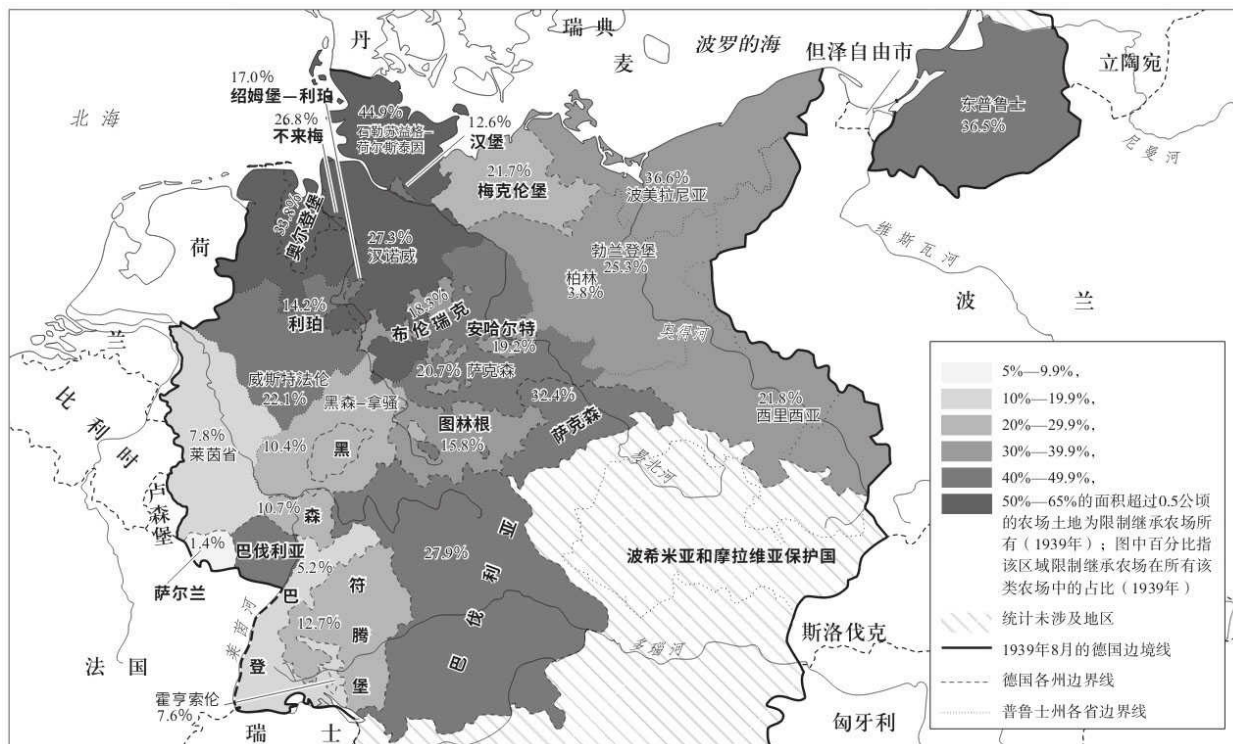 丹
麦
瑞典
波罗的海
但泽自由市
立陶宛
北海
17.0%
绍姆堡—利珀
26.8%
不来梅
44.9%
石勒苏益格—
荷尔斯泰因
12.6%
汉堡
21.7%
梅克伦堡
36.6%
波美拉尼亚
东普鲁士
36.5%
尼曼河
33.3%
奥尔登堡
荷
兰
27.3%
汉诺威
勃兰登堡
25.3%
柏林
3.8%
维斯瓦河
波兰
14.2%
利珀
18.3%
布伦瑞克
安哈尔特
19.2%
奥得河
比利时
威斯特法伦
22.1%
20.7%
萨克森
32.4%
萨克森
21.8%
西里西亚
7.8%
莱茵省
黑森—拿骚
10.4%
黑
森
图林根
15.8%
易北河
卢森堡
10.7%
1.4%
萨尔兰
巴伐利亚
5.2%
巴
登
符
腾
堡
12.7%
27.9%
巴伐利亚
波希米亚和摩拉维亚保护国
莱茵河
多瑙河
斯洛伐克
法国
霍亨索伦
7.6%
瑞士
匈牙利
5%—9.9%，
10%—19.9%，
20%—29.9%，
30%—39.9%，
40%—49.9%，
50%—65%的面积超过0.5公顷
的农场土地为限制继承农场所
有（1939年）；图中百分比指
该区域限制继承农场在所有该
类农场中的占比（1939年）
统计未涉及地区
1939年8月的德国边境线
德国各州边界线
普鲁士州各省边界线